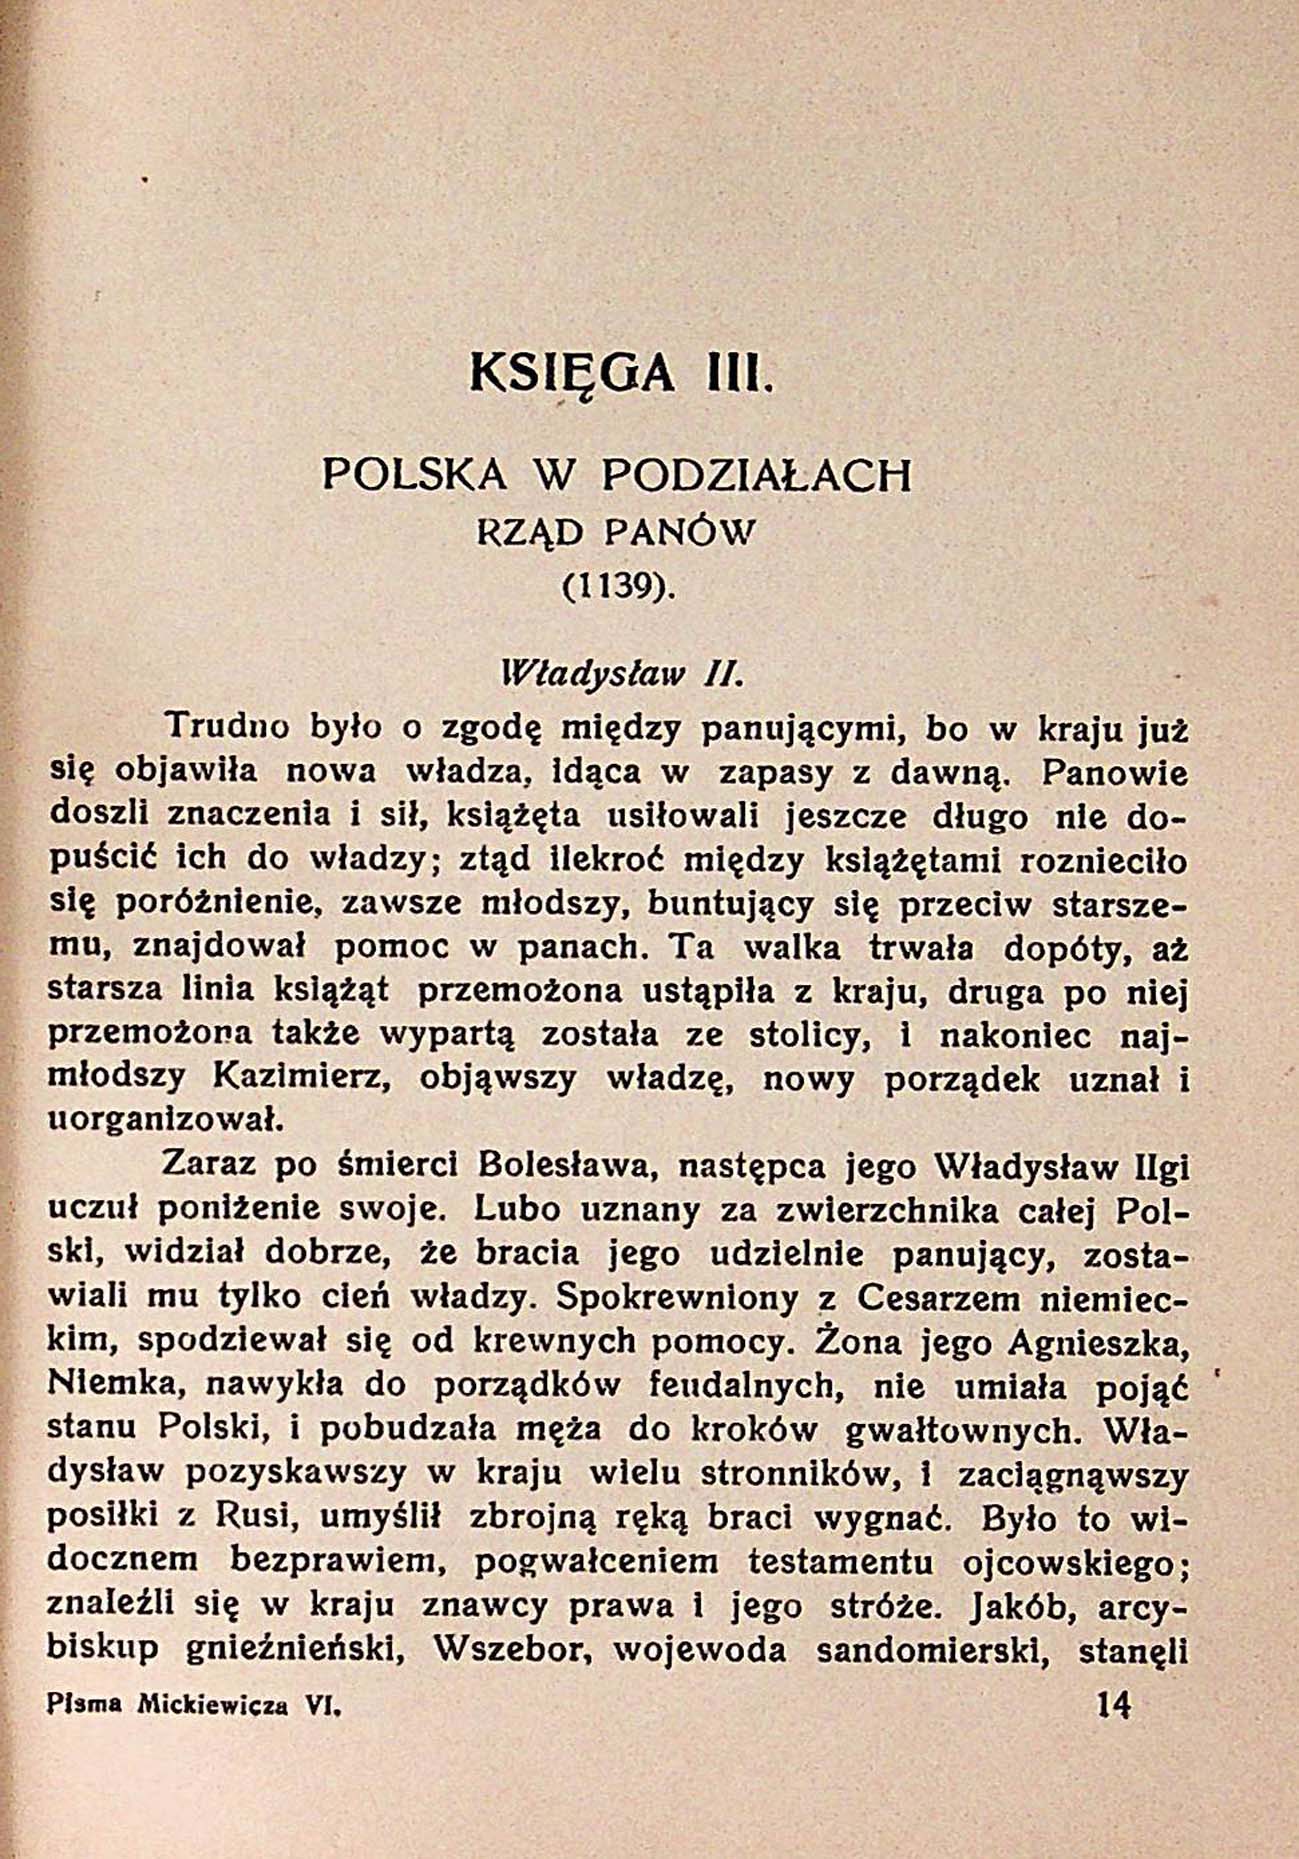 KSIĘGA III.
POLSKA W PODZIAŁACH
RZĄD PANÓW
(1139).
Władysław II.
Trudno było o zgodę między panującymi, bo w kraju już
się objawiła nowa władza, idąca w zapasy z dawną. Panowie
doszli znaczenia i sił, książęta usiłowali jeszcze długo nie do-
puścić ich do władzy; ztąd ilekroć między książętami roznieciło
się poróżnienie, zawsze młodszy, buntujący się przeciw starsze-
mu, znajdował pomoc w panach. Ta walka trwała dopóty, aż
starsza linia książąt przemożona ustąpiła z kraju, druga po niej
przemożona także wypartą została ze stolicy, i nakoniec naj-
młodszy Kazimierz, objąwszy władzę, nowy porządek uznał i
uorganizował.
Zaraz po śmierci Bolesława, następca jego Władysław IIgi
uczuł poniżenie swoje. Lubo uznany za zwierzchnika całej Pol-
ski, widział dobrze, że bracia jego udzielnie panujący, zosta-
wiali mu tylko cień władzy. Spokrewniony z Cesarzem niemiec-
kim, spodziewał się od krewnych pomocy. Żona jego Agnieszka,
Niemka, nawykła do porządków feudalnych, nie umiała pojąć
stanu Polski, i pobudzała męża do kroków gwałtownych. Wła-
dysław pozyskawszy w kraju wielu stronników, i zaciągnąwszy
posiłki z Rusi, umyślił zbrojną ręką braci wygnać. Było to wi-
docznem bezprawiem, pogwałceniem testamentu ojcowskiego;
znaleźli się w kraju znawcy prawa i jego stróże. Jakób, arcy-
biskup gnieźnieński, Wszebor, wojewoda sandomierski, stanęli
Pisma Mickiewicza VI. 14